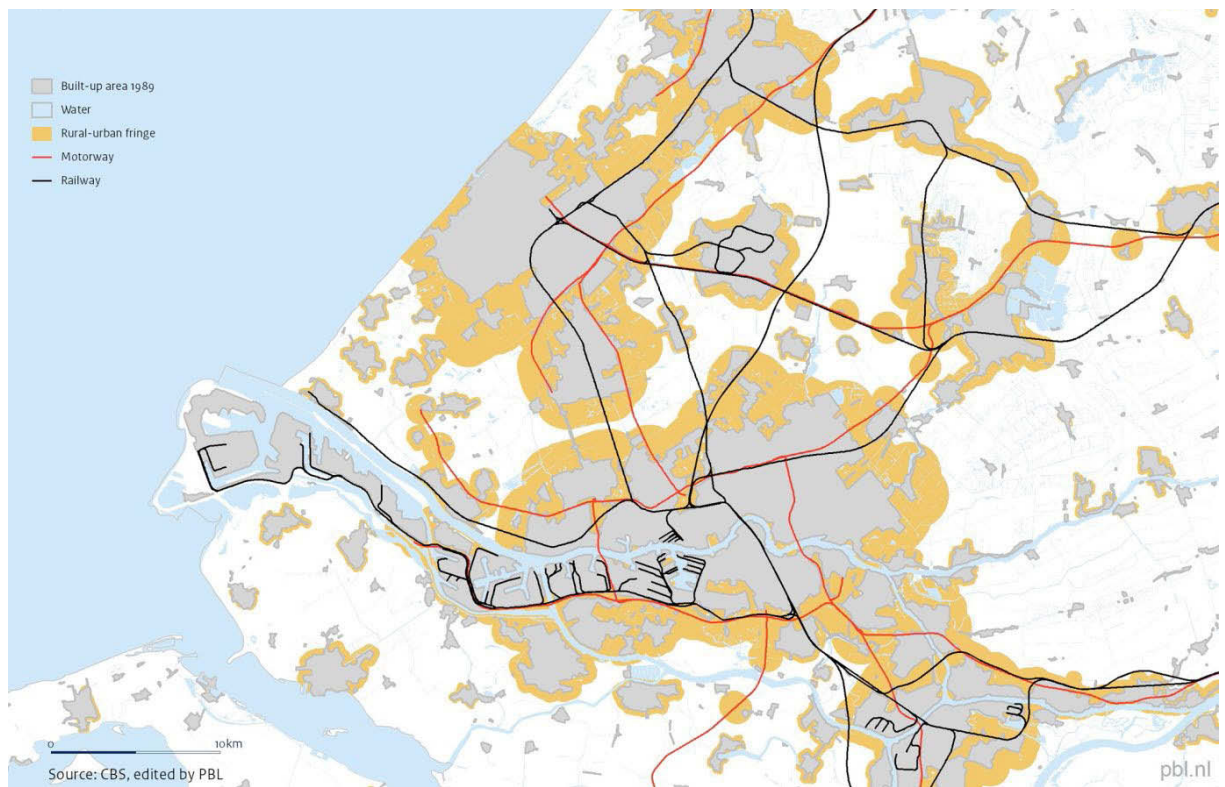 Built-up area 1989
Water
Rural-urban fringe
Motorway
Railway
0 10km
Source: CBS, edited by PBL
pbl.nl